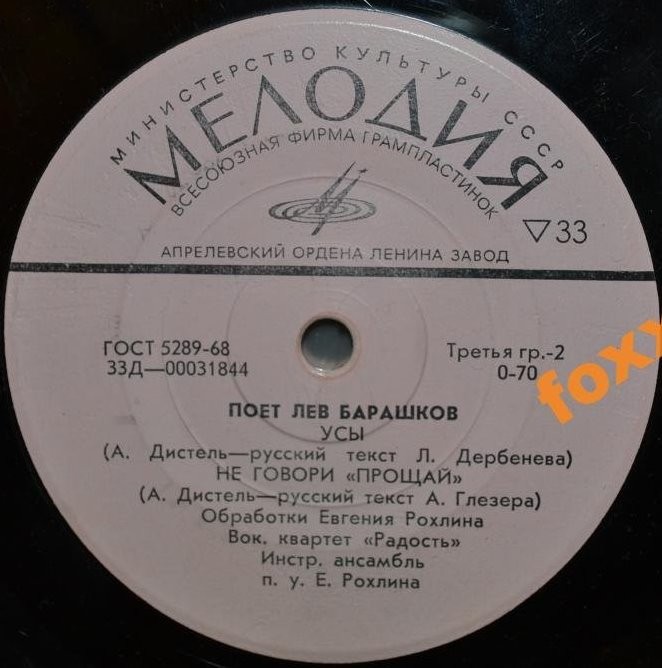 МИНИСТЕРСТВО КУЛЬТУРЫ СССР
МЕЛОДИЯ
ВСЕСОЮЗНАЯ ФИРМА ГРАМПЛАСТИНОК
▽33
АПРЕЛЕВСКИЙ ОРДЕНА ЛЕНИНА ЗАВОД
ГОСТ 5289-68
33Д—00031844
Третья гр.-2
0-70
foxx
ПОЕТ ЛЕВ БАРАШКОВ
УСЫ
(А. Дистель—русский текст Л. Дербенева)
НЕ ГОВОРИ «ПРОЩАЙ»
(А. Дистель—русский текст А. Глезера)
Обработки Евгения Рохлина
Вок. квартет «Радость»
Инстр. ансамбль
п. у. Е. Рохлина